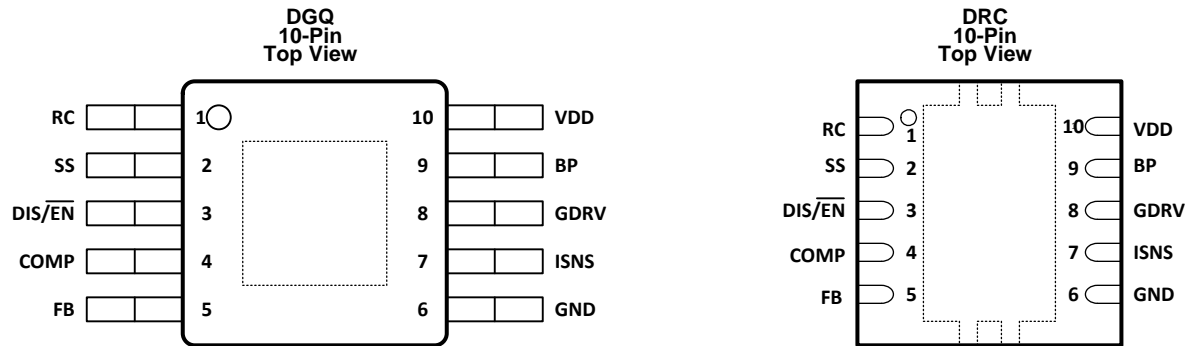 DGQ
10-Pin
Top View
RC 1 10 VDD
SS 2 9 BP
DIS/E̅N̅ 3 8 GDRV
COMP 4 7 ISNS
FB 5 6 GND
DRC
10-Pin
Top View
RC 1 10 VDD
SS 2 9 BP
DIS/E̅N̅ 3 8 GDRV
COMP 4 7 ISNS
FB 5 6 GND